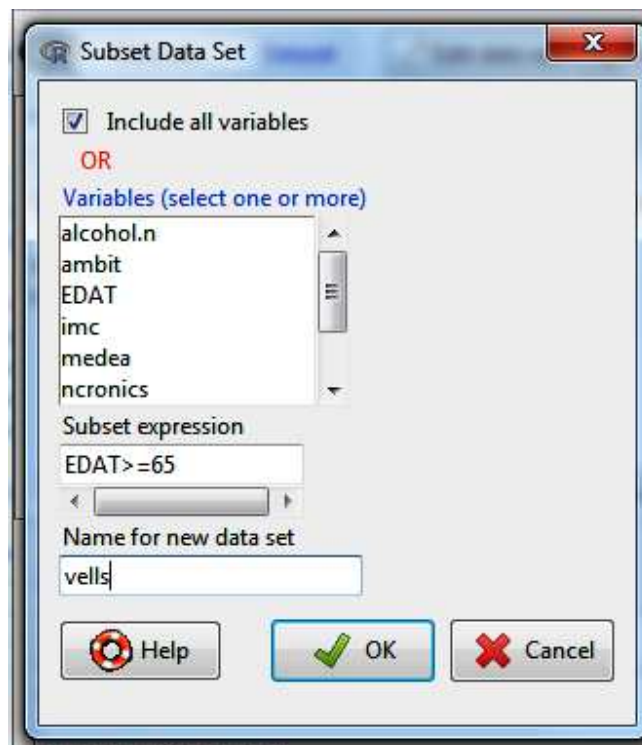 Subset Data Set
Include all variables
OR
Variables (select one or more)
alcohol.n
ambit
EDAT
imc
medea
ncronics
Subset expression
EDAT>=65
Name for new data set
vells
Help
OK
Cancel